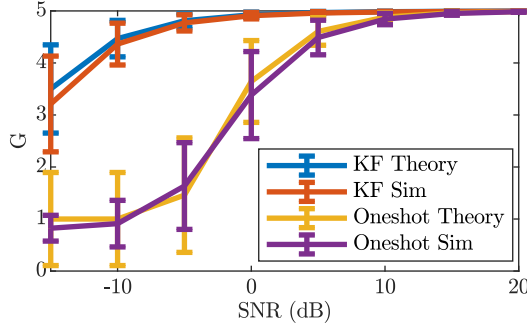 5
4
3
2
1
0
G
-10
0
10
20
SNR (dB)
KF Theory
KF Sim
Oneshot Theory
Oneshot Sim